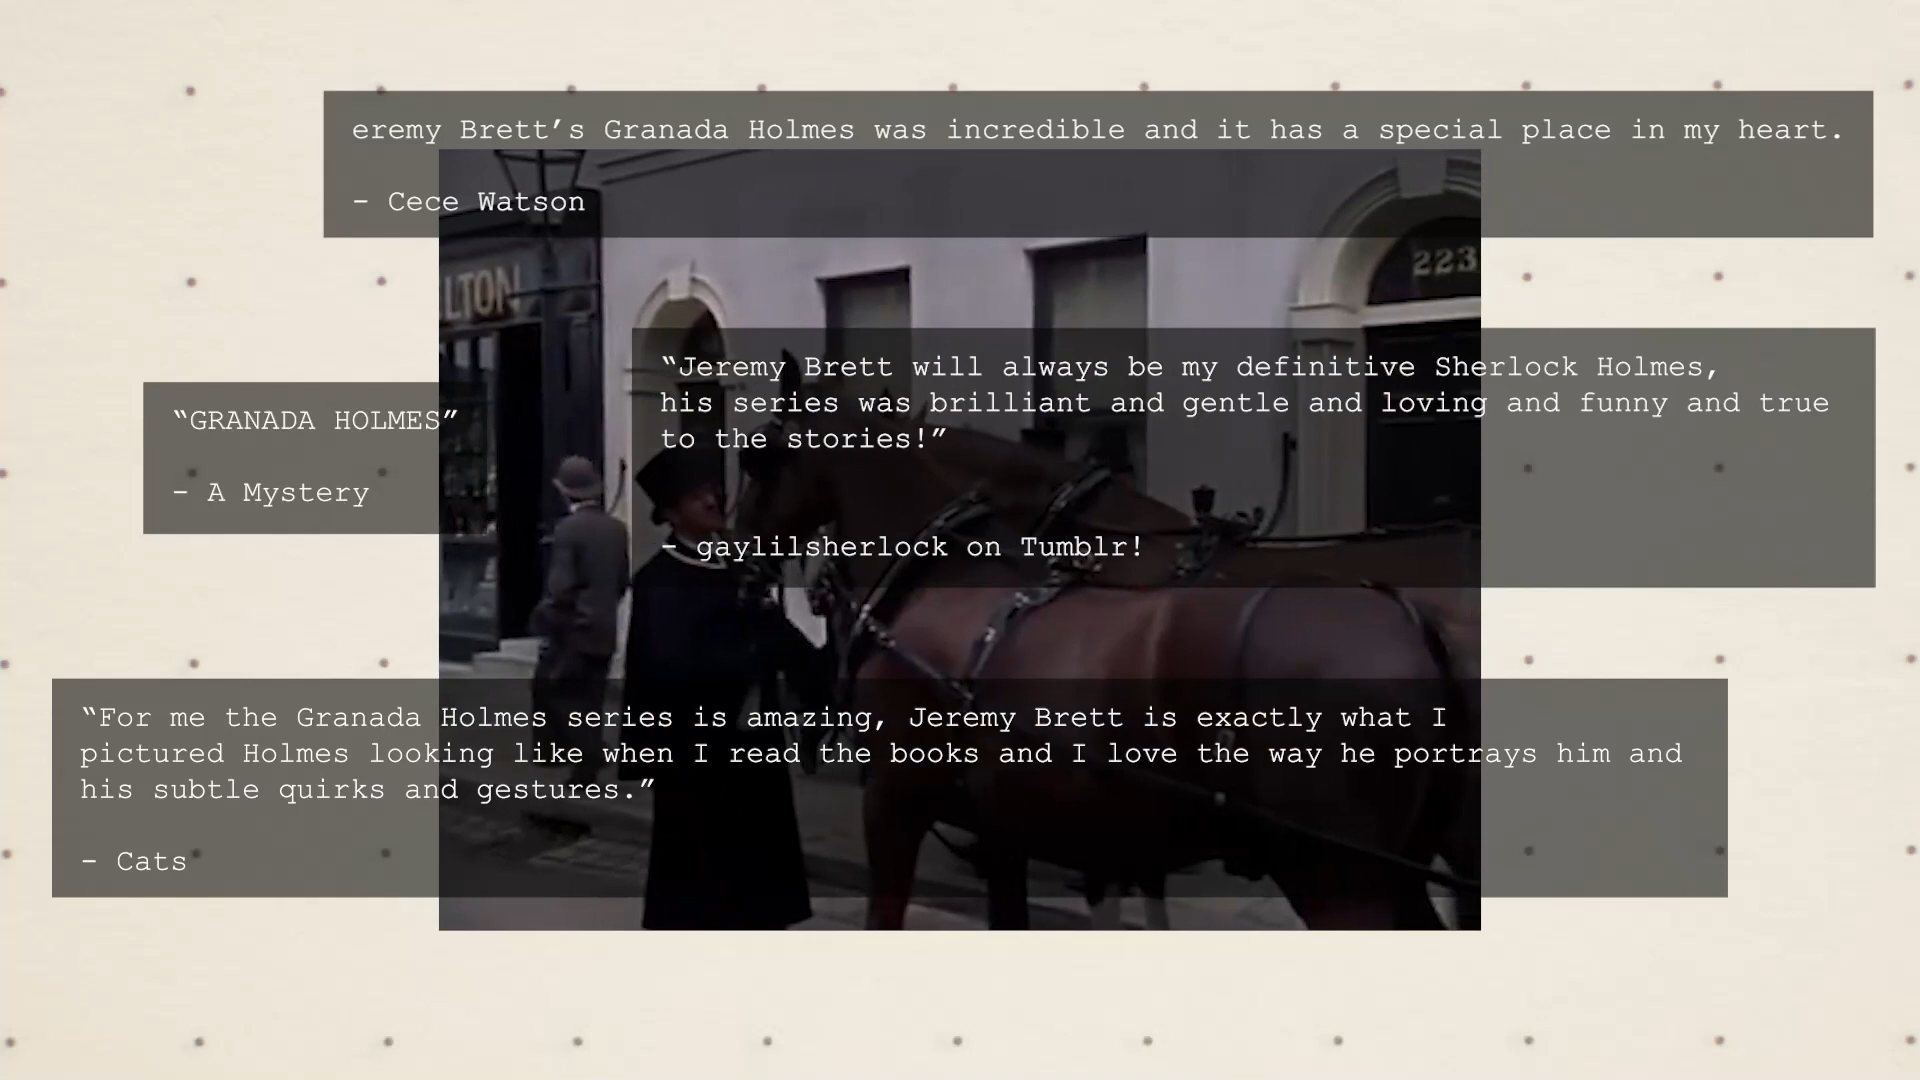 eremy Brett’s Granada Holmes was incredible and it has a special place in my heart.
- Cece Watson
LTON
223
“Jeremy Brett will always be my definitive Sherlock Holmes,
his series was brilliant and gentle and loving and funny and true
to the stories!”
- gaylilsherlock on Tumblr!
“GRANADA HOLMES”
- A Mystery
“For me the Granada Holmes series is amazing, Jeremy Brett is exactly what I
pictured Holmes looking like when I read the books and I love the way he portrays him and
his subtle quirks and gestures.”
- Cats